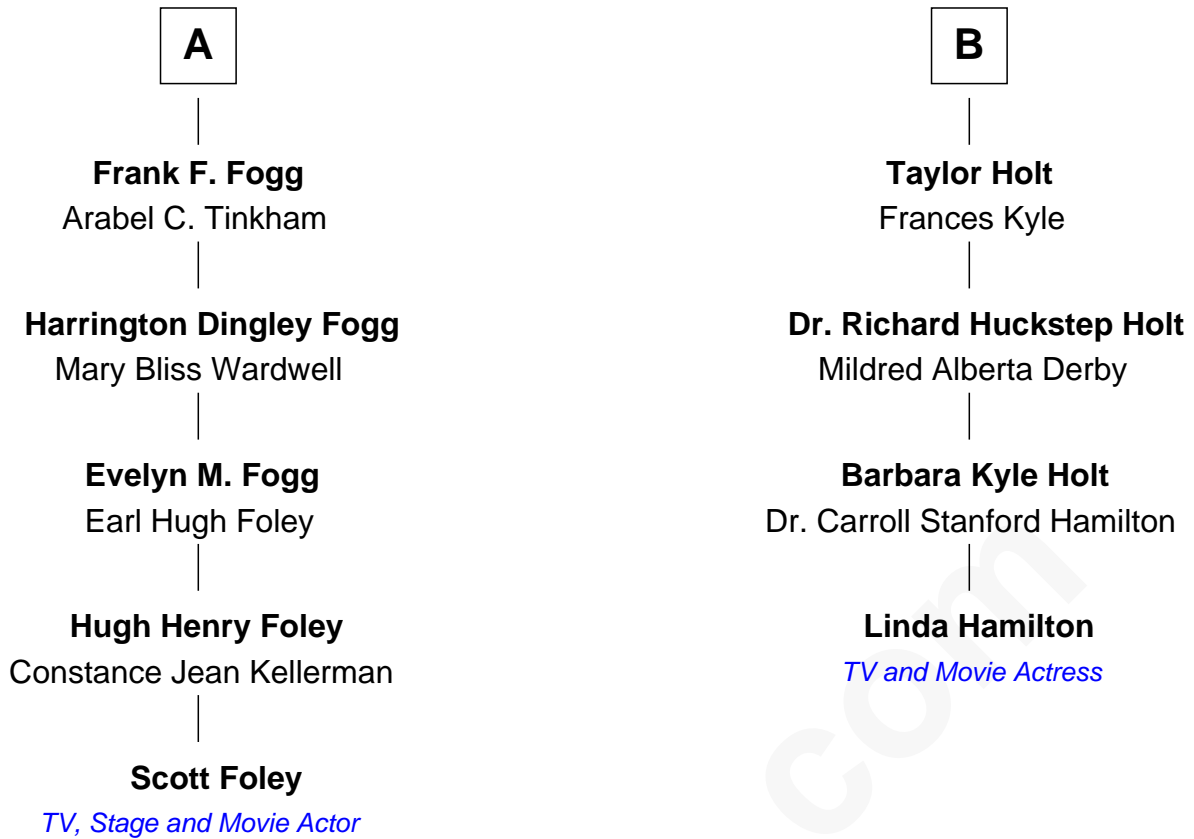 A
Frank F. Fogg
Arabel C. Tinkham
Harrington Dingley Fogg
Mary Bliss Wardwell
Evelyn M. Fogg
Earl Hugh Foley
Hugh Henry Foley
Constance Jean Kellerman
Scott Foley
TV, Stage and Movie Actor
B
Taylor Holt
Frances Kyle
Dr. Richard Huckstep Holt
Mildred Alberta Derby
Barbara Kyle Holt
Dr. Carroll Stanford Hamilton
Linda Hamilton
TV and Movie Actress
com